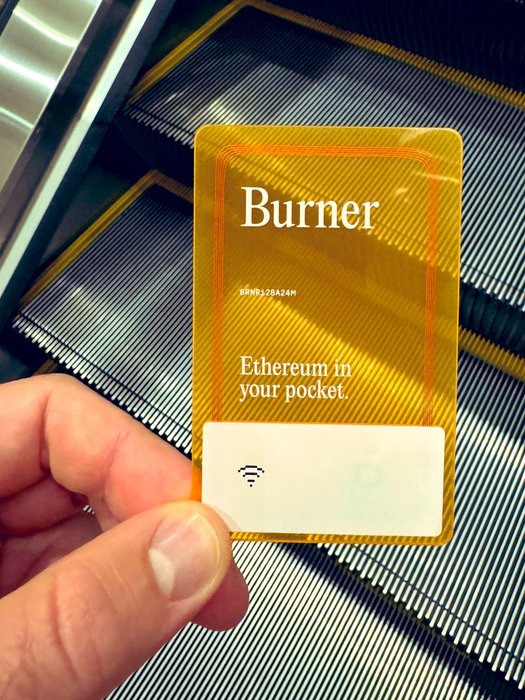 Burner
BRNR128A24M
Ethereum in
your pocket.